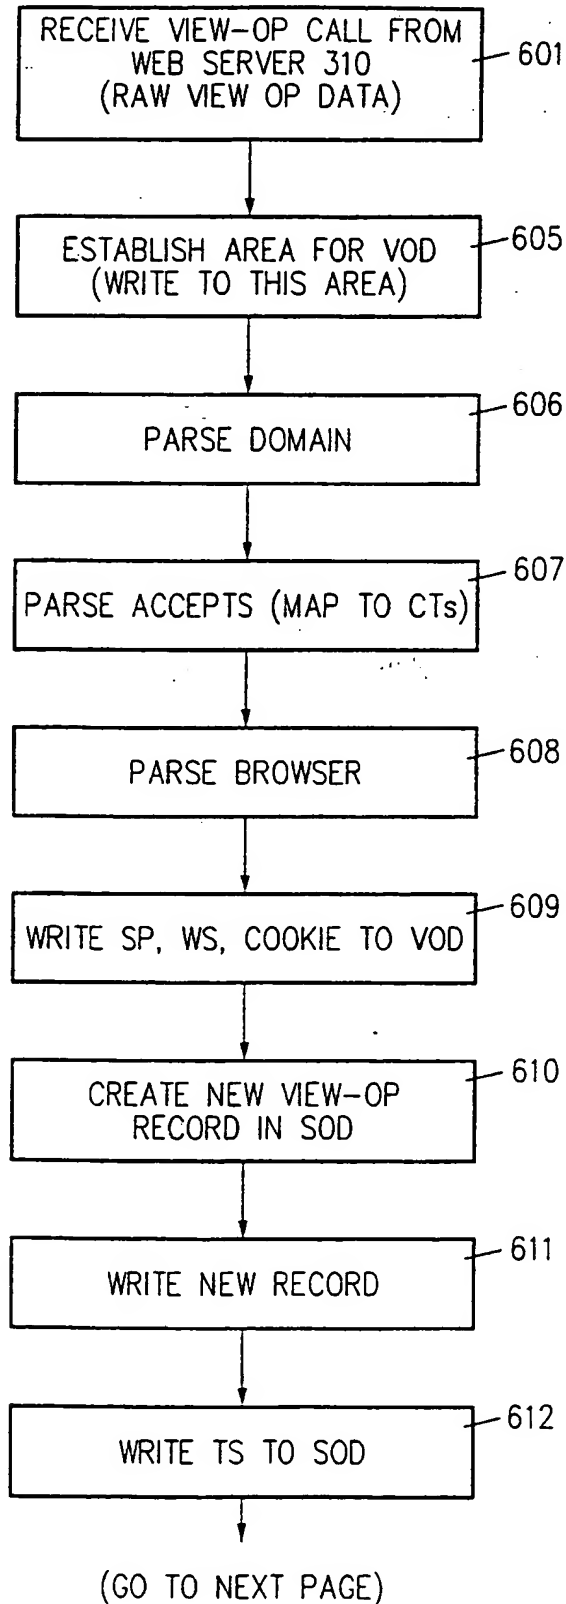 RECEIVE VIEW-OP CALL FROM
WEB SERVER 310
(RAW VIEW OP DATA)
601
ESTABLISH AREA FOR VOD
(WRITE TO THIS AREA)
605
PARSE DOMAIN
606
PARSE ACCEPTS (MAP TO CTs)
607
PARSE BROWSER
608
WRITE SP, WS, COOKIE TO VOD
609
CREATE NEW VIEW-OP
RECORD IN SOD
610
WRITE NEW RECORD
611
WRITE TS TO SOD
612
(GO TO NEXT PAGE)